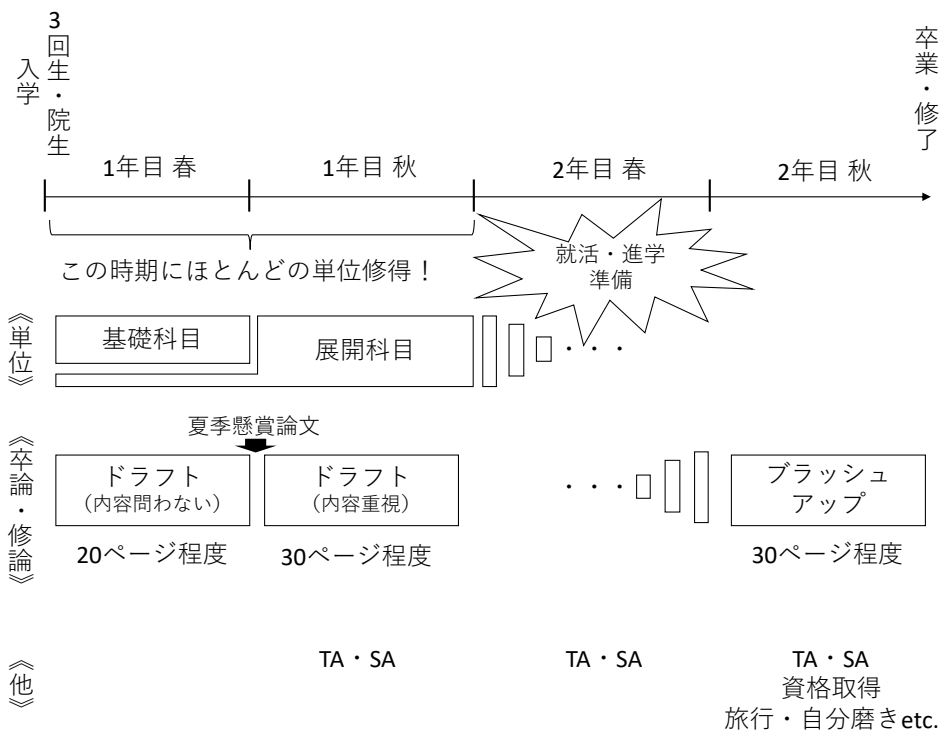 3回生・院生
入学
卒業・修了
1年目 春
1年目 秋
2年目 春
2年目 秋
この時期にほとんどの単位修得！
就活・進学
準備
《単位》
基礎科目
展開科目
・・・
夏季懸賞論文
《卒論・修論》
ドラフト
（内容問わない）
ドラフト
（内容重視）
・・・
ブラッシュ
アップ
20ページ程度
30ページ程度
30ページ程度
《他》
TA・SA
TA・SA
TA・SA
資格取得
旅行・自分磨きetc.